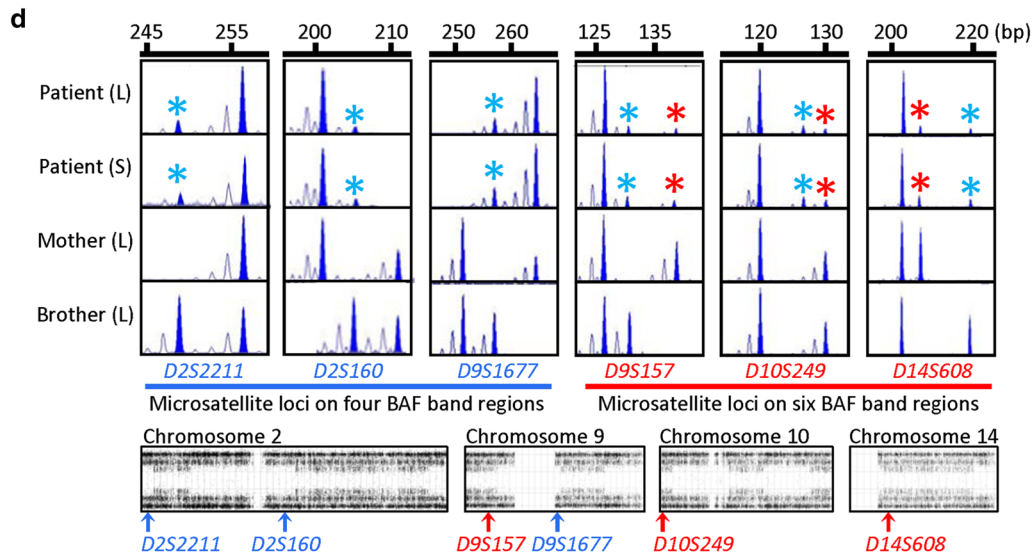 d
245 255 200 210 250 260 125 135 120 130 200 220 (bp)
Patient (L)
* * * * * * * * *
Patient (S)
* * * * * * * * *
Mother (L)
Brother (L)
D2S2211 D2S160 D9S1677 D9S157 D10S249 D14S608
Microsatellite loci on four BAF band regions Microsatellite loci on six BAF band regions
Chromosome 2 Chromosome 9 Chromosome 10 Chromosome 14
D2S2211 D2S160 D9S157 D9S1677 D10S249 D14S608